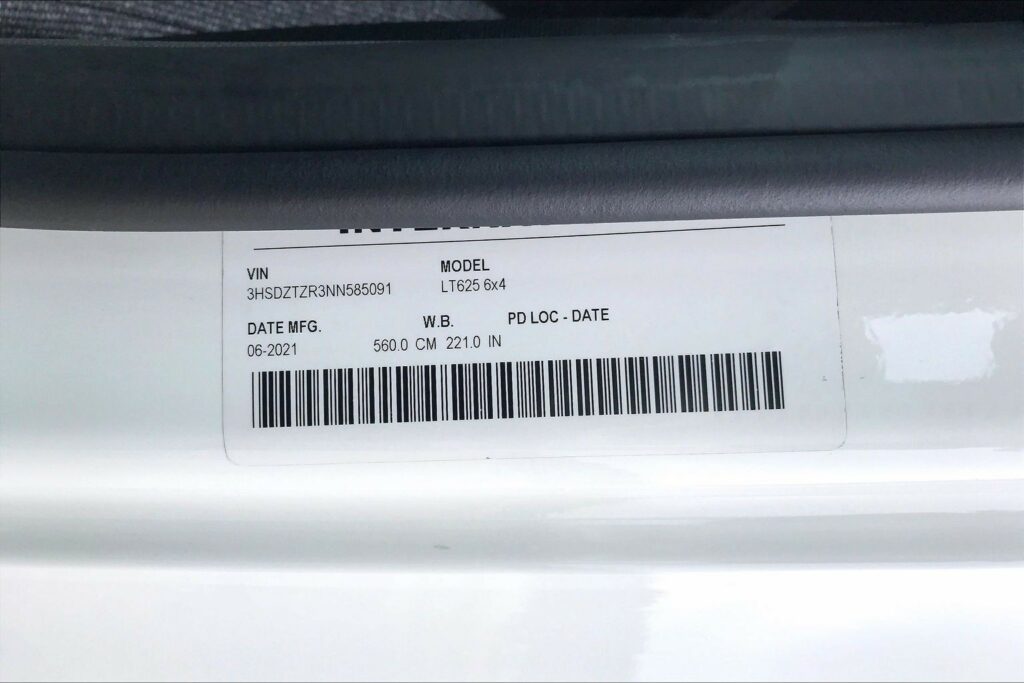 VIN MODEL
3HSDZTZR3NN585091 LT625 6x4
DATE MFG. W.B. PD LOC - DATE
06-2021 560.0 CM 221.0 IN